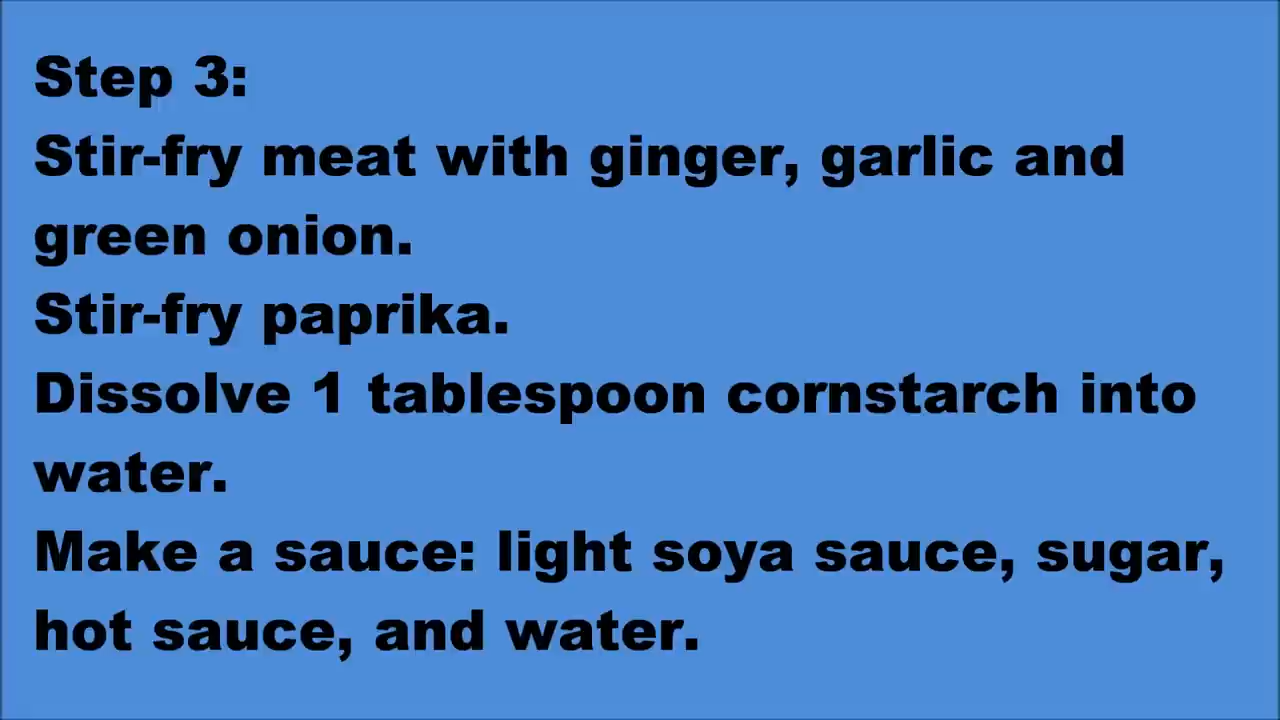 Step 3:
Stir-fry meat with ginger, garlic and
green onion.
Stir-fry paprika.
Dissolve 1 tablespoon cornstarch into
water.
Make a sauce: light soya sauce, sugar,
hot sauce, and water.